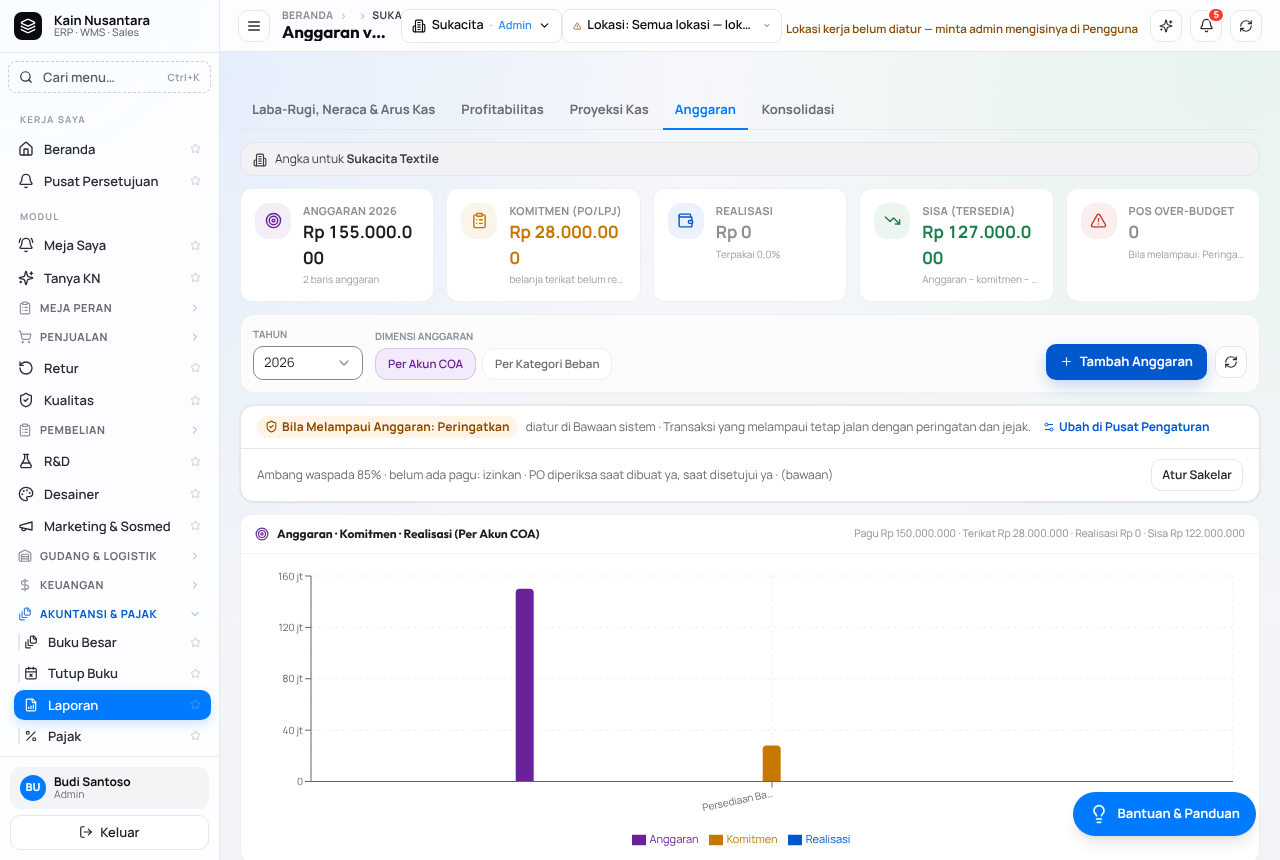 Kain Nusantara
ERP · WMS · Sales
Cari menu... Ctrl+K
KERJA SAYA
Beranda
Pusat Persetujuan
MODUL
Meja Saya
Tanya KN
MEJA PERAN
PENJUALAN
Retur
Kualitas
PEMBELIAN
R&D
Desainer
Marketing & Sosmed
GUDANG & LOGISTIK
KEUANGAN
AKUNTANSI & PAJAK
Buku Besar
Tutup Buku
Laporan
Pajak
BU Budi Santoso
Admin
Keluar
BERANDA > > SUKA
Anggaran v...
Sukacita · Admin
Lokasi: Semua lokasi — lok...
Lokasi kerja belum diatur — minta admin mengisinya di Pengguna
5
Laba-Rugi, Neraca & Arus Kas Profitabilitas Proyeksi Kas Anggaran Konsolidasi
Angka untuk Sukacita Textile
ANGGARAN 2026
Rp 155.000.0
00
2 baris anggaran
KOMITMEN (PO/LPJ)
Rp 28.000.00
0
belanja terikat belum re...
REALISASI
Rp 0
Terpakai 0,0%
SISA (TERSEDIA)
Rp 127.000.0
00
Anggaran − komitmen − ...
POS OVER-BUDGET
0
Bila melampaui: Peringa...
TAHUN
2026
DIMENSI ANGGARAN
Per Akun COA Per Kategori Beban
+ Tambah Anggaran
Bila Melampaui Anggaran: Peringatkan diatur di Bawaan sistem · Transaksi yang melampaui tetap jalan dengan peringatan dan jejak. Ubah di Pusat Pengaturan
Ambang waspada 85% · belum ada pagu: izinkan · PO diperiksa saat dibuat ya, saat disetujui ya · (bawaan) Atur Sakelar
Anggaran · Komitmen · Realisasi (Per Akun COA) Pagu Rp 150.000.000 · Terikat Rp 28.000.000 · Realisasi Rp 0 · Sisa Rp 122.000.000
160 jt
120 jt
80 jt
40 jt
0
Persediaan Ba...
Anggaran Komitmen Realisasi
Bantuan & Panduan